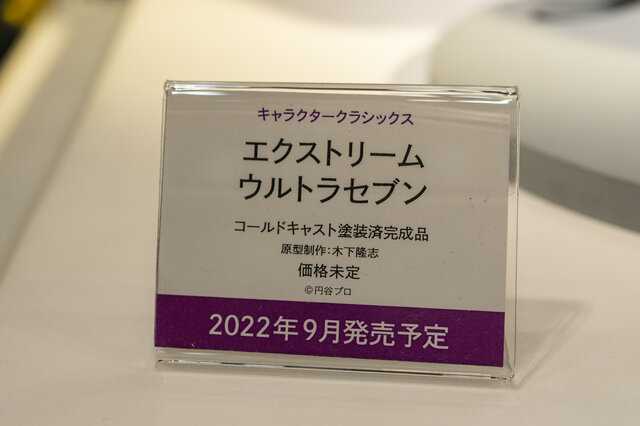 キャラクタークラシックス
エクストリーム
ウルトラセブン
コールドキャスト塗装済完成品
原型制作：木下隆志
価格未定
©円谷プロ
2022年9月発売予定